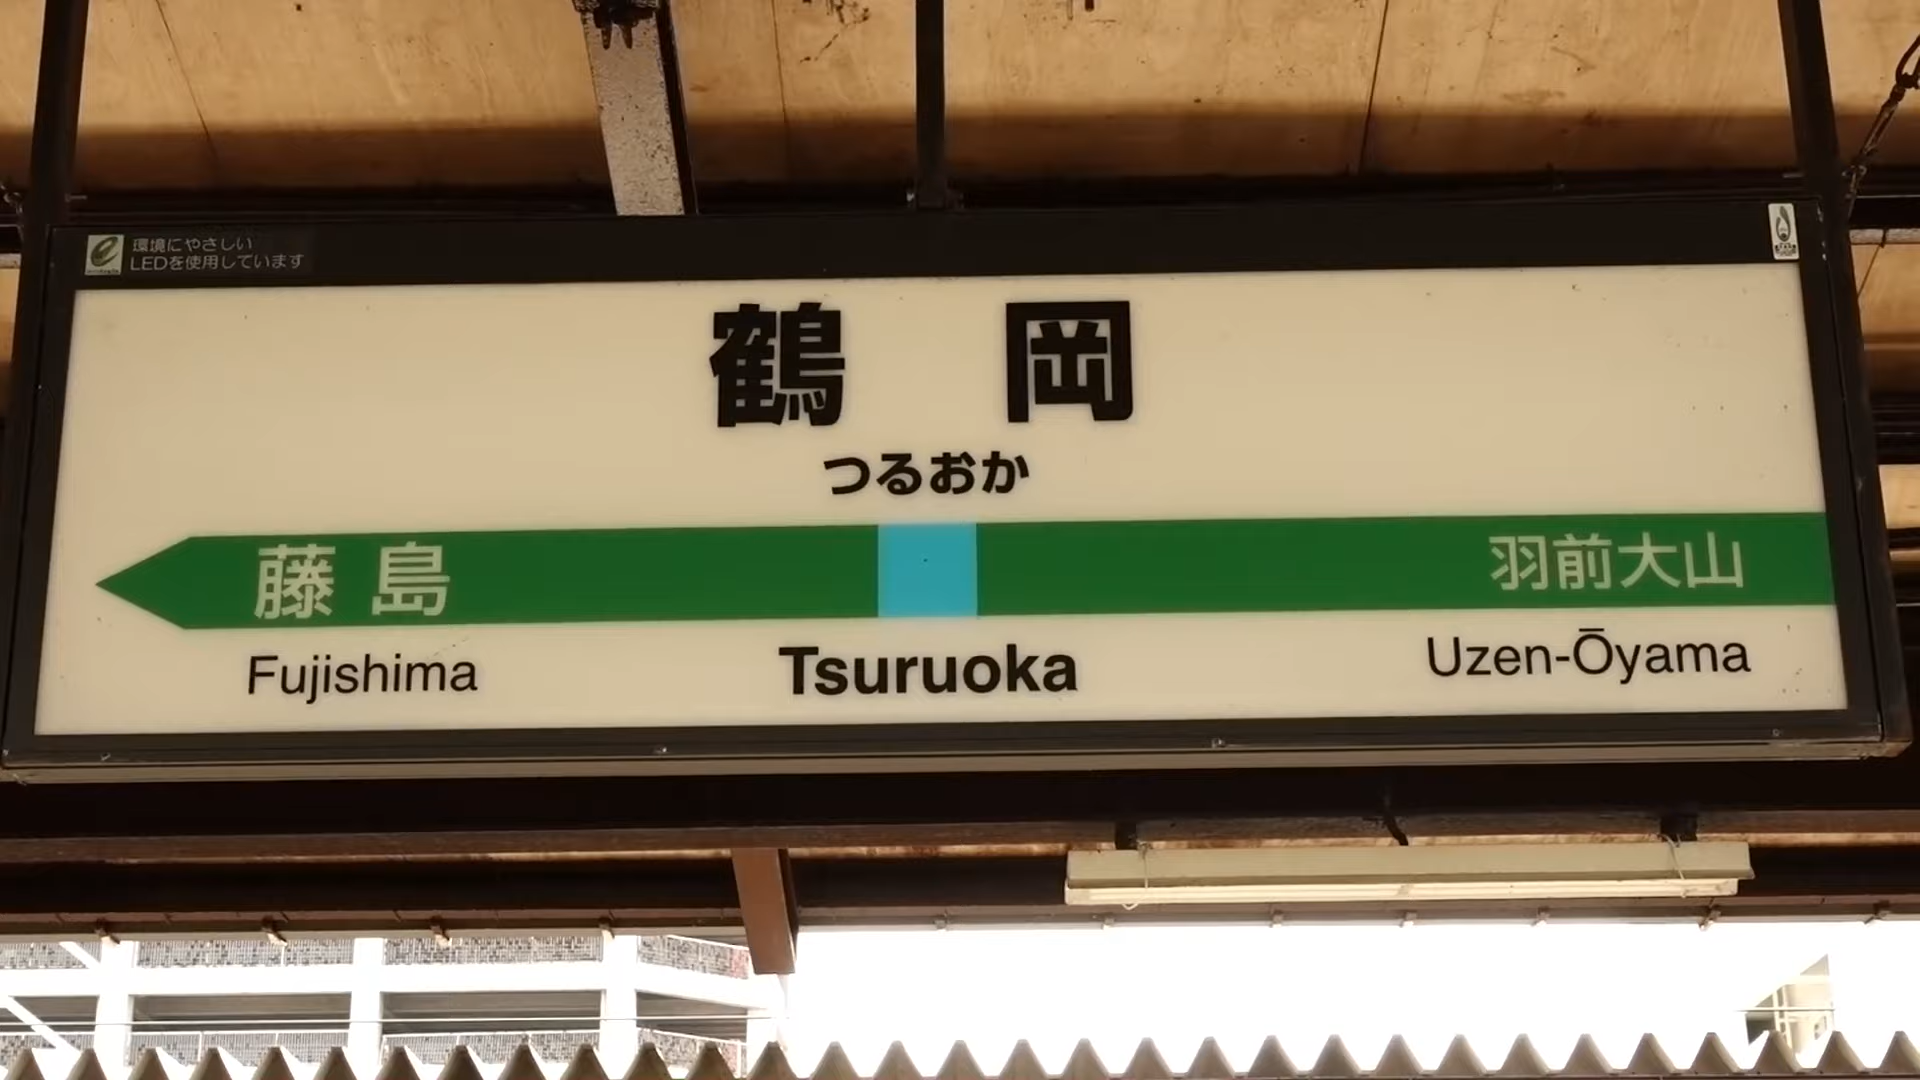 環境にやさしい
LEDを使用しています
鶴岡
つるおか
藤島 羽前大山
Fujishima Tsuruoka Uzen-Ōyama